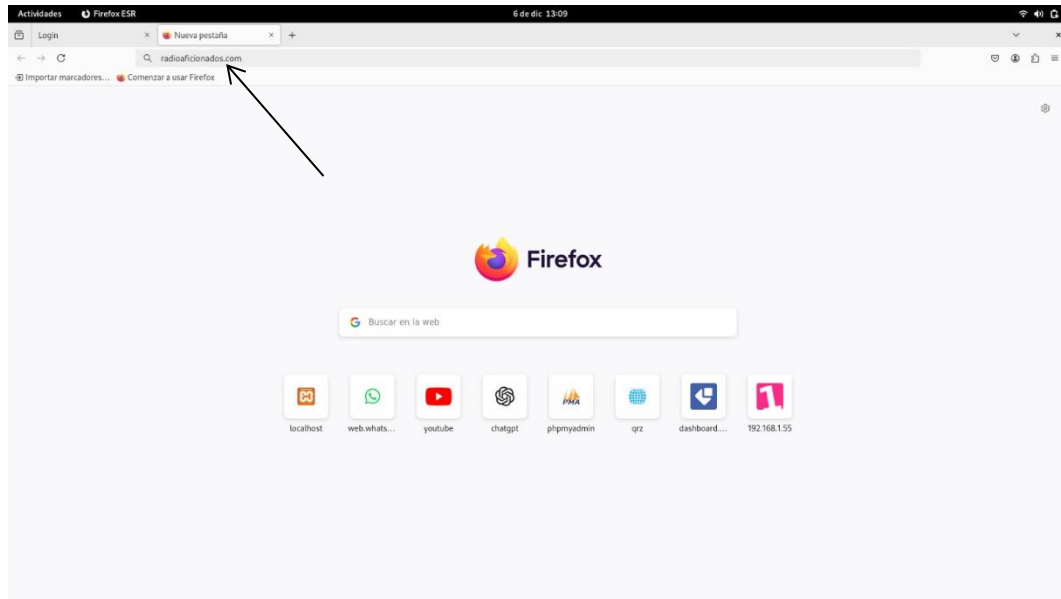 Actividades Firefox ESR 6 de dic 13:09
Login Nueva pestaña
radioaficionados.com
Importar marcadores... Comenzar a usar Firefox
Firefox
Buscar en la web
PMA
localhost web.whats... youtube chatgpt phpmyadmin qrz dashboard.... 192.168.1.55